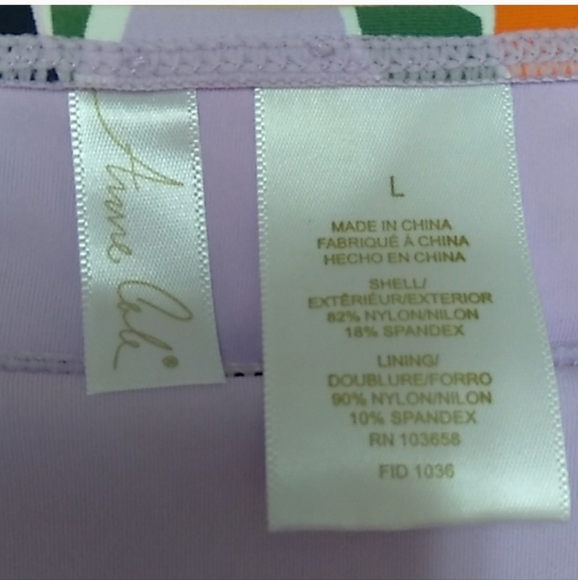 Anne Cole®
L
MADE IN CHINA
FABRIQUÉ À CHINA
HECHO EN CHINA
SHELL/
EXTÉRIEUR/EXTERIOR
82% NYLON/NILON
18% SPANDEX
LINING/
DOUBLURE/FORRO
90% NYLON/NILON
10% SPANDEX
RN 103658
FID 1036